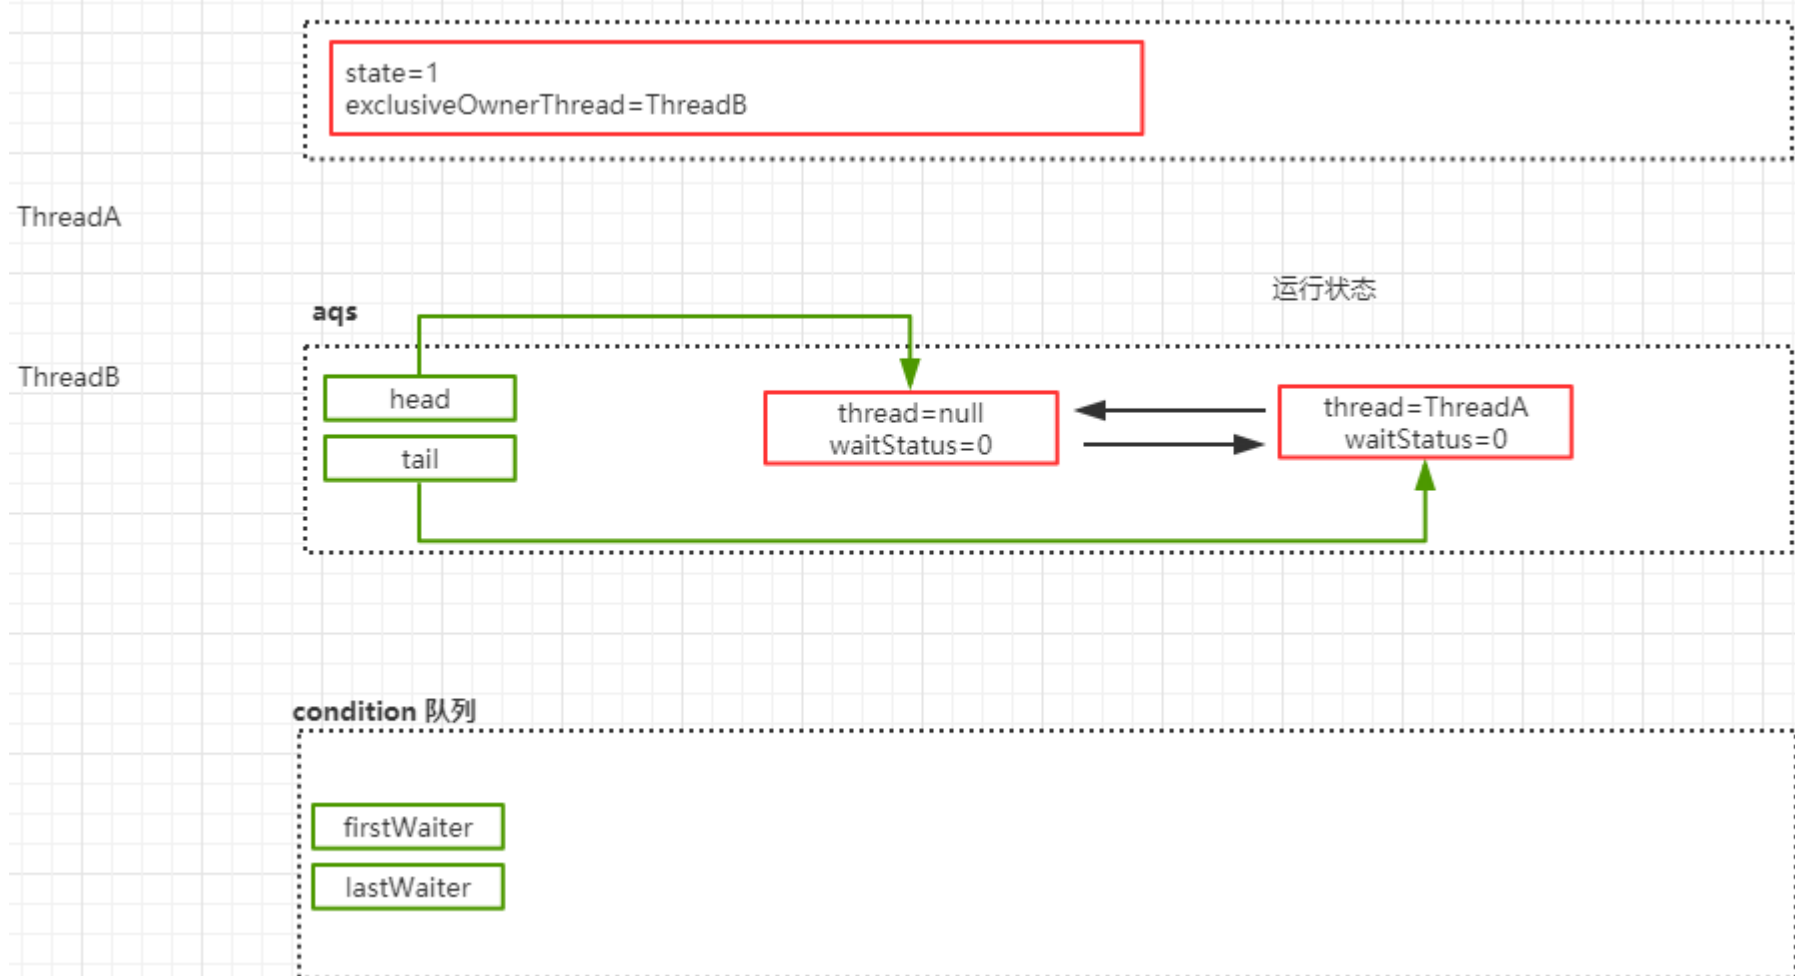 state=1
exclusiveOwnerThread=ThreadB
ThreadA
运行状态
aqs
ThreadB
head
tail
thread=null
waitStatus=0
thread=ThreadA
waitStatus=0
condition 队列
firstWaiter
lastWaiter